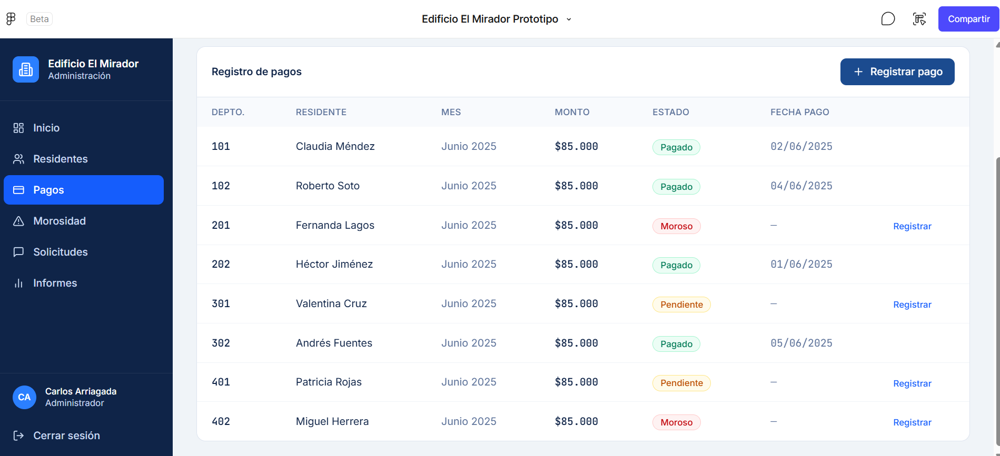 Beta
Edificio El Mirador Prototipo
Compartir
Edificio El Mirador
Administración
Inicio
Residentes
Pagos
Morosidad
Solicitudes
Informes
CA
Carlos Arriagada
Administrador
Cerrar sesión
Registro de pagos
+ Registrar pago
DEPTO. RESIDENTE MES MONTO ESTADO FECHA PAGO
101 Claudia Méndez Junio 2025 $85.000 Pagado 02/06/2025
102 Roberto Soto Junio 2025 $85.000 Pagado 04/06/2025
201 Fernanda Lagos Junio 2025 $85.000 Moroso — Registrar
202 Héctor Jiménez Junio 2025 $85.000 Pagado 01/06/2025
301 Valentina Cruz Junio 2025 $85.000 Pendiente — Registrar
302 Andrés Fuentes Junio 2025 $85.000 Pagado 05/06/2025
401 Patricia Rojas Junio 2025 $85.000 Pendiente — Registrar
402 Miguel Herrera Junio 2025 $85.000 Moroso — Registrar